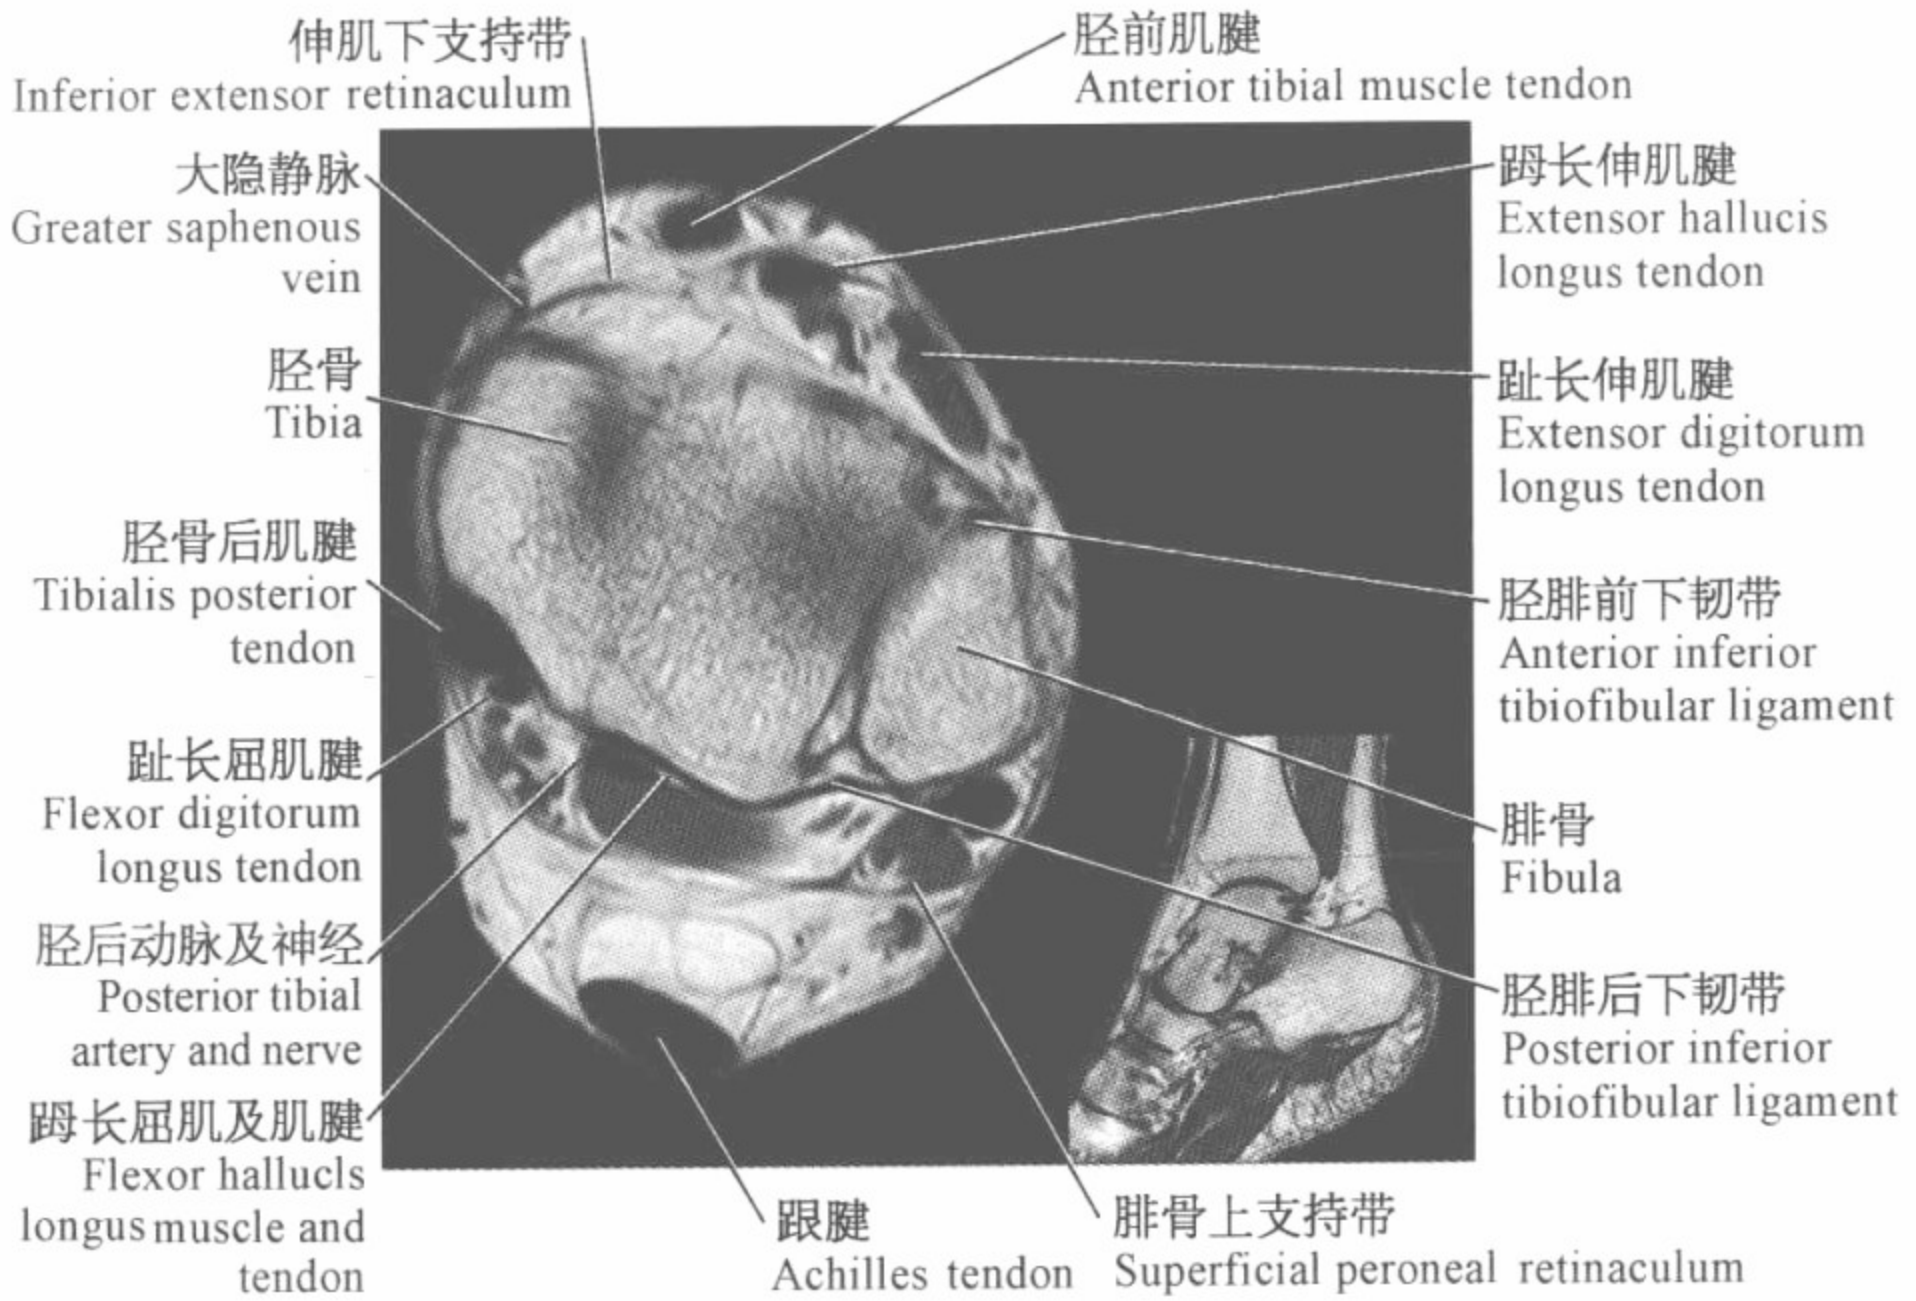 伸肌下支持带
Inferior extensor retinaculum
大隐静脉
Greater saphenous
vein
胫骨
Tibia
胫骨后肌腱
Tibialis posterior
tendon
趾长屈肌腱
Flexor digitorum
longus tendon
胫后动脉及神经
Posterior tibial
artery and nerve
𧿹长屈肌及肌腱
Flexor hallucls
longus muscle and
tendon
胫前肌腱
Anterior tibial muscle tendon
𧿹长伸肌腱
Extensor hallucis
longus tendon
趾长伸肌腱
Extensor digitorum
longus tendon
胫腓前下韧带
Anterior inferior
tibiofibular ligament
腓骨
Fibula
胫腓后下韧带
Posterior inferior
tibiofibular ligament
跟腱
Achilles tendon
腓骨上支持带
Superficial peroneal retinaculum